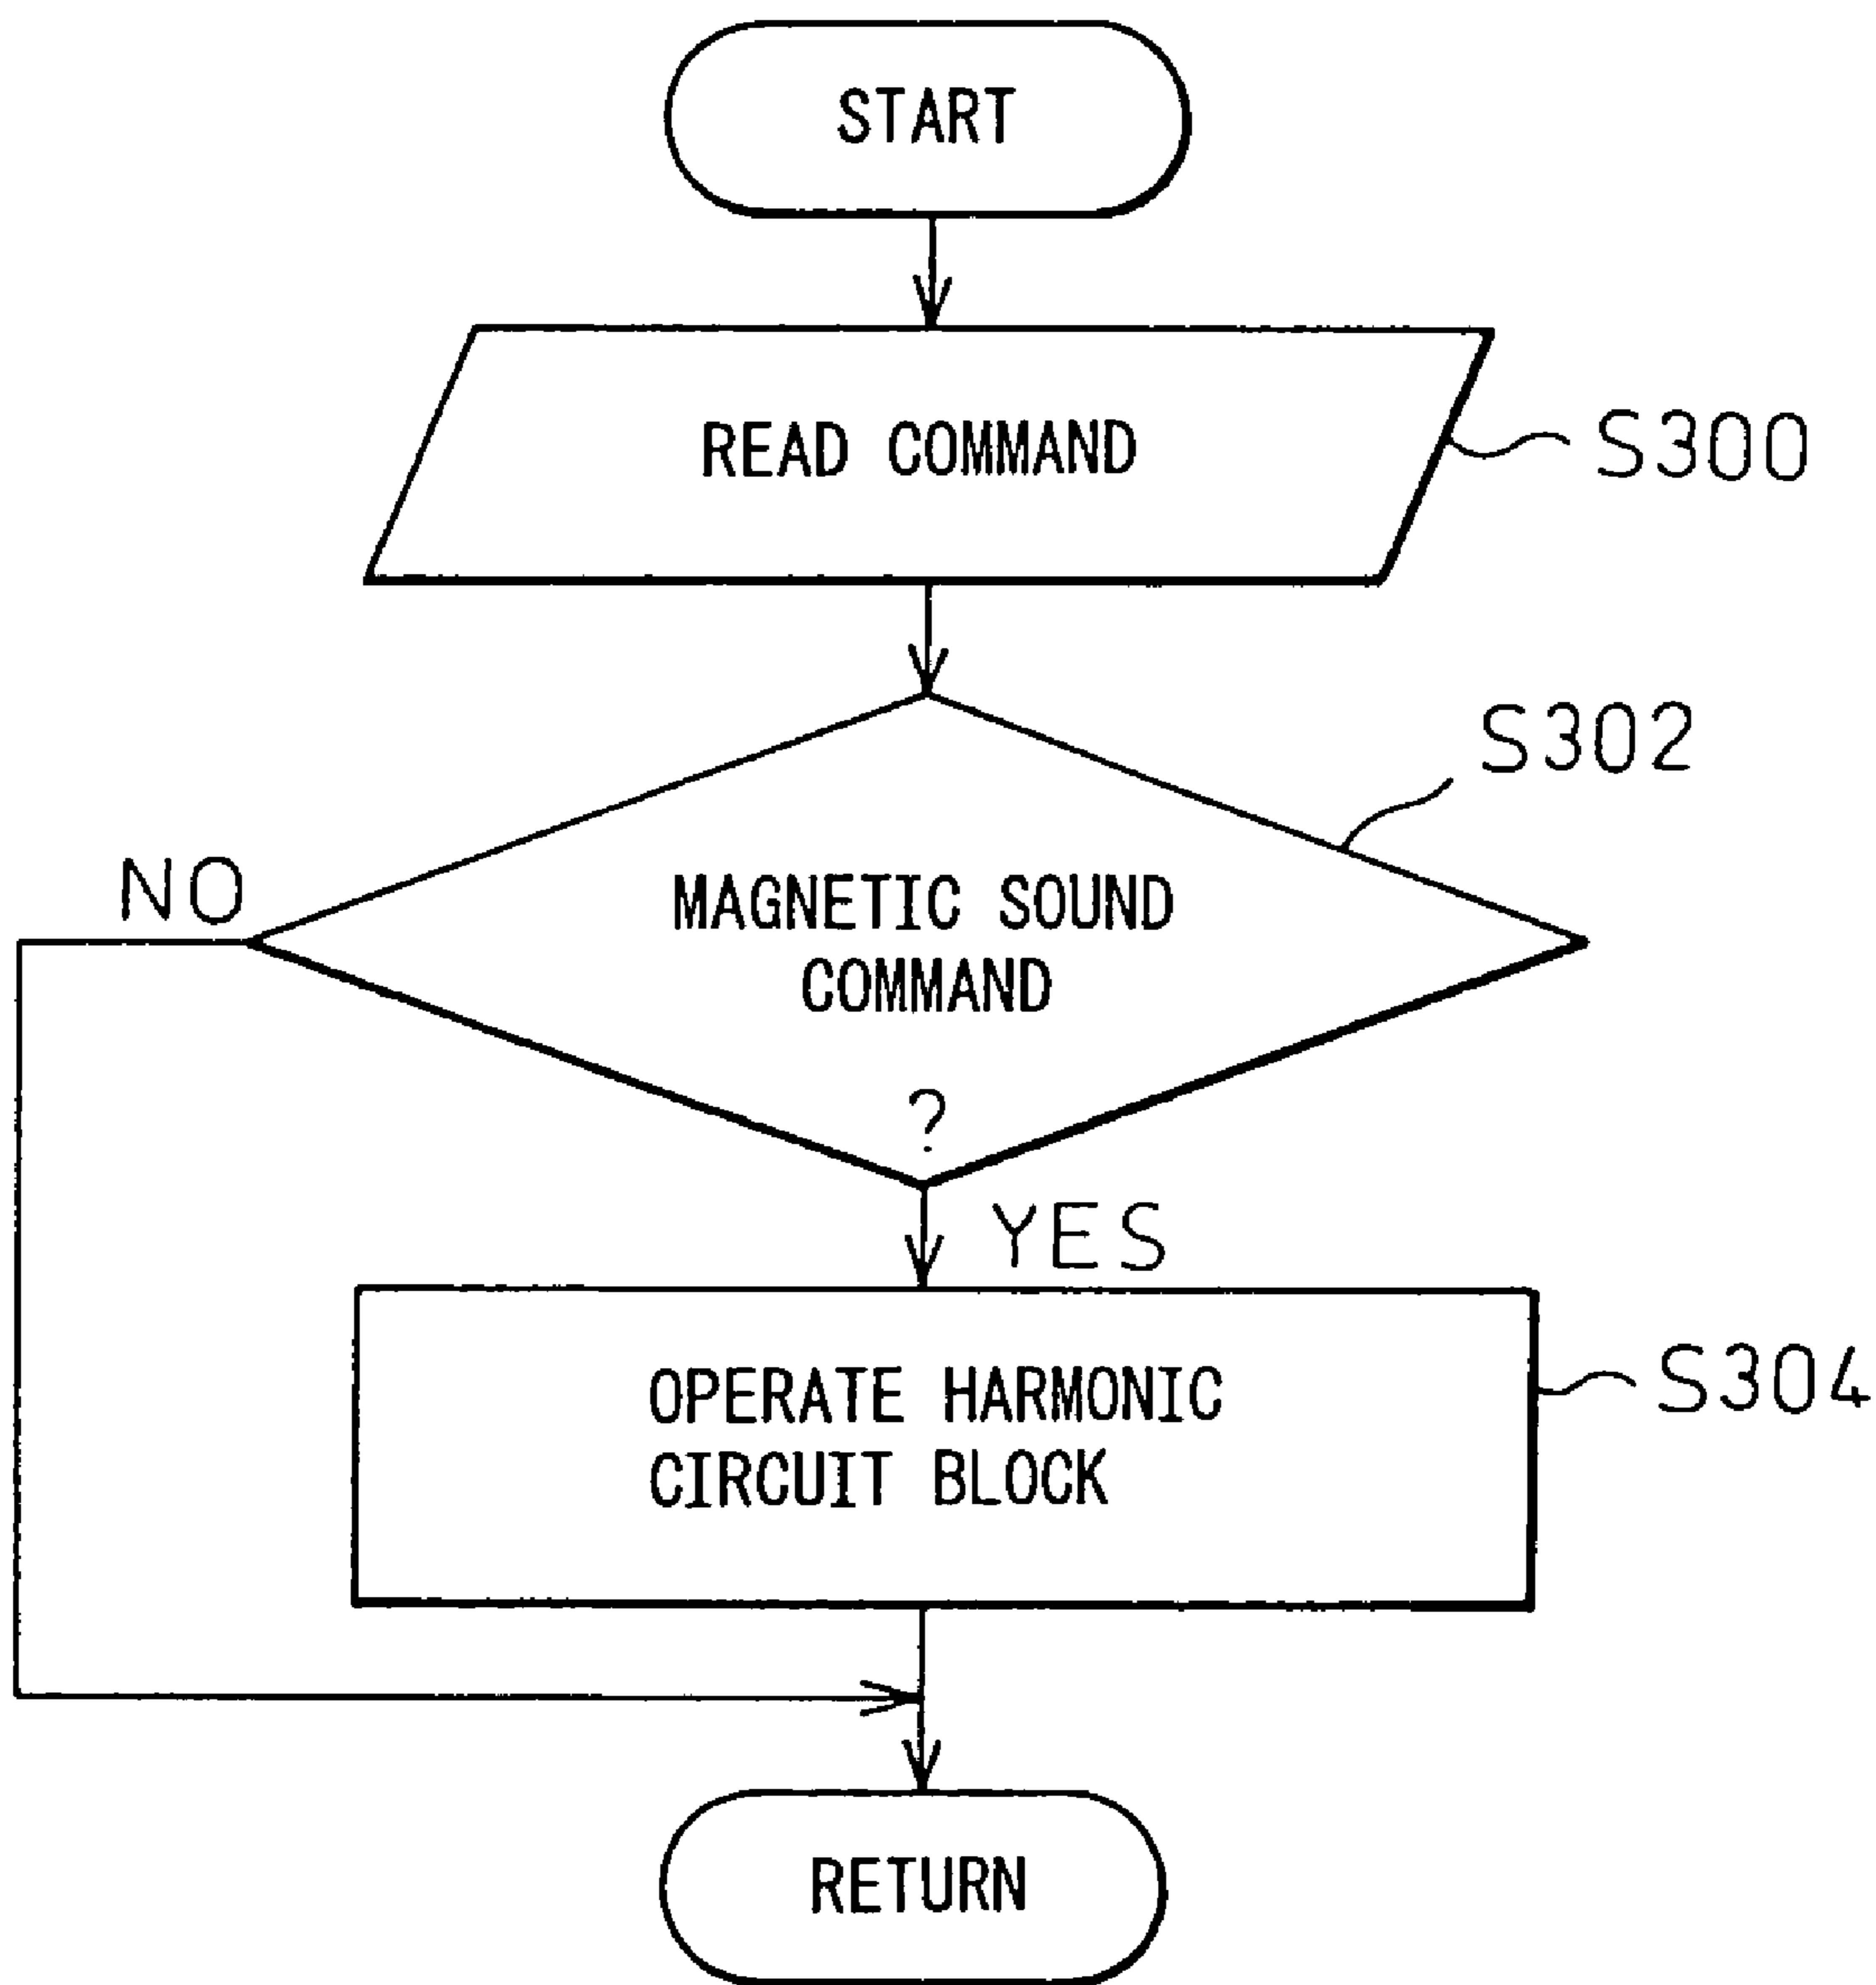 START
READ COMMAND
S300
S302
NO
MAGNETIC SOUND
COMMAND
?
YES
OPERATE HARMONIC
CIRCUIT BLOCK
S304
RETURN